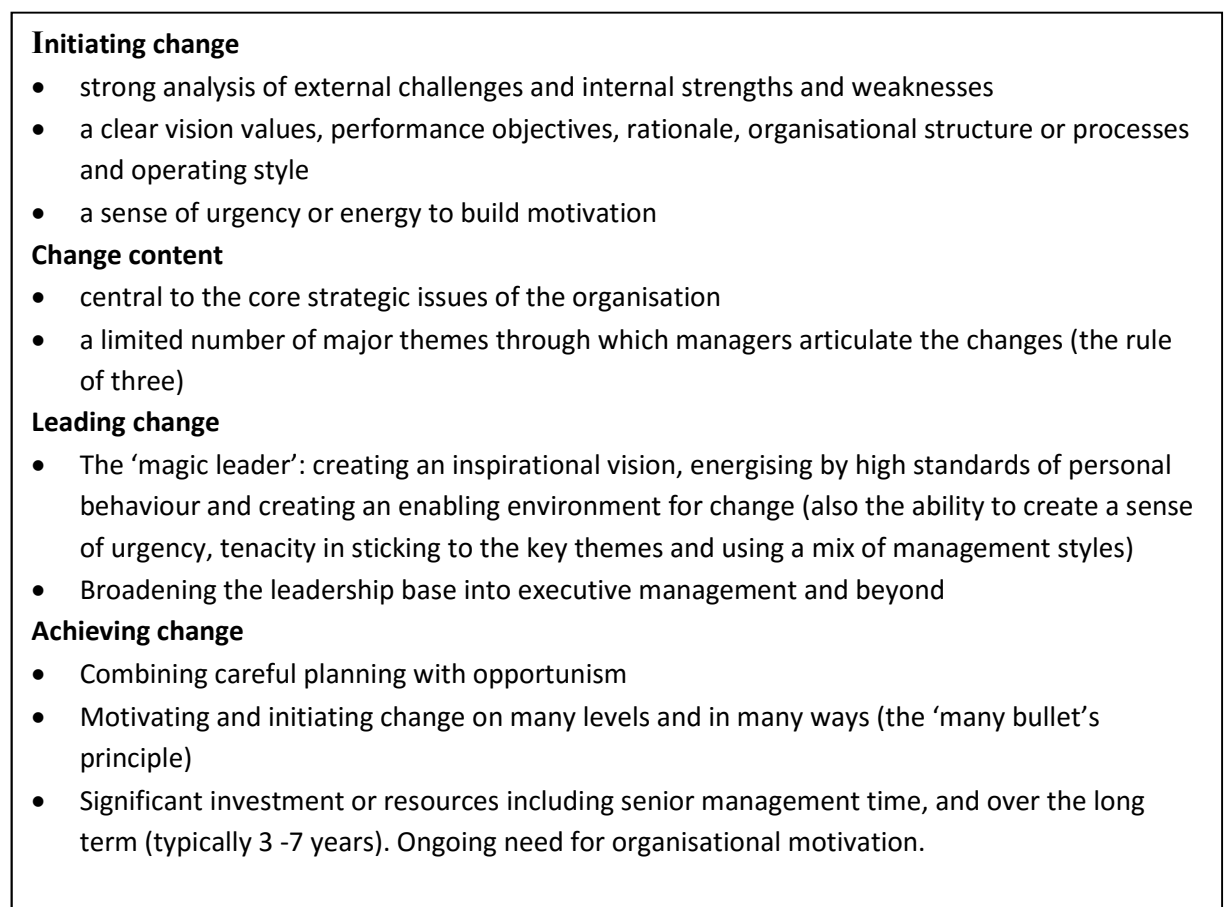 Initiating change
• strong analysis of external challenges and internal strengths and weaknesses
• a clear vision values, performance objectives, rationale, organisational structure or processes
and operating style
• a sense of urgency or energy to build motivation
Change content
• central to the core strategic issues of the organisation
• a limited number of major themes through which managers articulate the changes (the rule
of three)
Leading change
• The ‘magic leader’: creating an inspirational vision, energising by high standards of personal
behaviour and creating an enabling environment for change (also the ability to create a sense
of urgency, tenacity in sticking to the key themes and using a mix of management styles)
• Broadening the leadership base into executive management and beyond
Achieving change
• Combining careful planning with opportunism
• Motivating and initiating change on many levels and in many ways (the ‘many bullet’s
principle)
• Significant investment or resources including senior management time, and over the long
term (typically 3 -7 years). Ongoing need for organisational motivation.